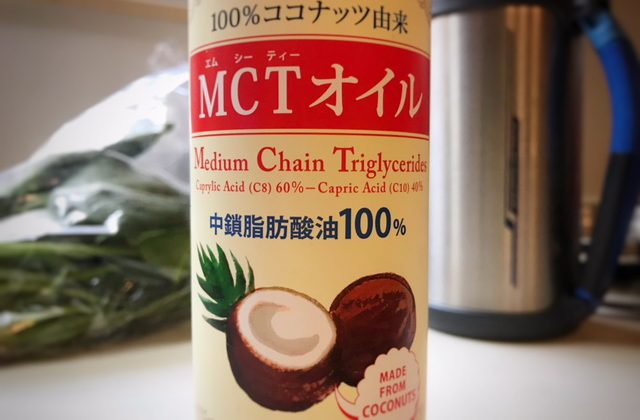 100%ココナッツ由来
エム シー ティー
MCTオイル
Medium Chain Triglycerides
Caprylic Acid (C8) 60%－Capric Acid (C10) 40%
中鎖脂肪酸油100%
MADE
FROM
COCONUTS